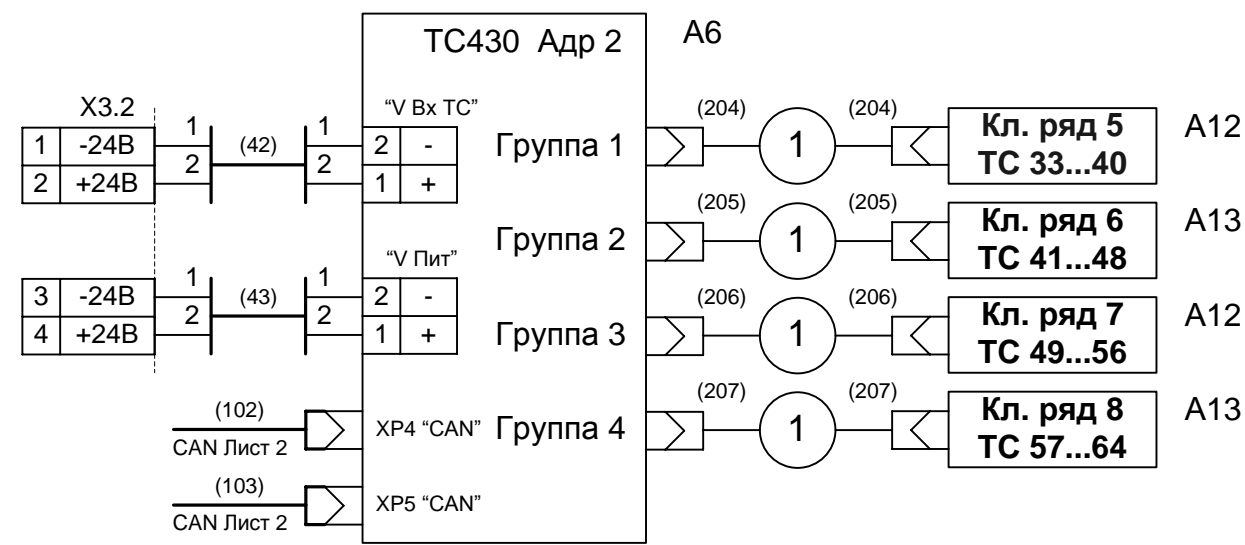 ТС430 Адр 2
А6
Х3.2
1 -24В
2 +24В
1
2
(42)
1
2
“V Вх ТС”
2 -
1 +
3 -24В
4 +24В
1
2
(43)
1
2
“V Пит”
2 -
1 +
(102)
CAN Лист 2
ХР4 “CAN”
(103)
CAN Лист 2
ХР5 “CAN”
Группа 1
(204)
1
(204)
Кл. ряд 5
ТС 33...40
А12
Группа 2
(205)
1
(205)
Кл. ряд 6
ТС 41...48
А13
Группа 3
(206)
1
(206)
Кл. ряд 7
ТС 49...56
А12
Группа 4
(207)
1
(207)
Кл. ряд 8
ТС 57...64
А13